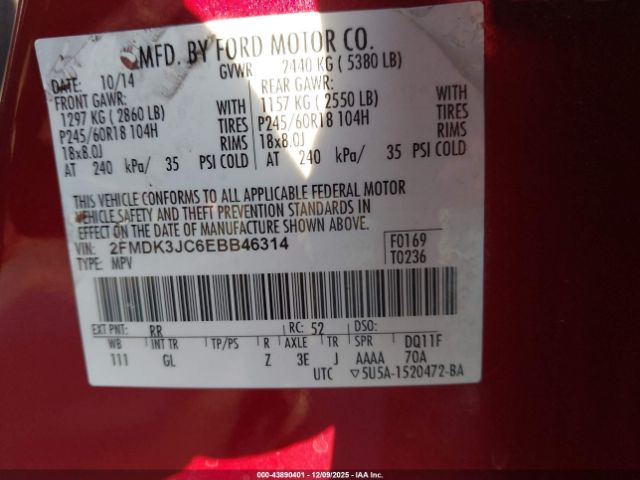 MFD. BY FORD MOTOR CO.
DATE: 10/14 GVWR 2440 KG ( 5380 LB)
FRONT GAWR: REAR GAWR:
1297 KG ( 2860 LB) WITH 1157 KG ( 2550 LB) WITH
P245/60R18 104H TIRES P245/60R18 104H TIRES
18x8.0J RIMS 18x8.0J RIMS
AT 240 kPa/ 35 PSI COLD AT 240 kPa/ 35 PSI COLD
THIS VEHICLE CONFORMS TO ALL APPLICABLE FEDERAL MOTOR
VEHICLE SAFETY AND THEFT PREVENTION STANDARDS IN
EFFECT ON THE DATE OF MANUFACTURE SHOWN ABOVE.
VIN: 2FMDK3JC6EBB46314 F0169
TYPE: MPV T0236
EXT PNT: RR RC: 52 DSO:
WB INT TR TP/PS R AXLE TR SPR DQ11F
111 GL Z 3E J AAAA 70A
UTC ▽5U5A-1520472-BA
000-43890401 - 12/09/2025 - IAAI.com